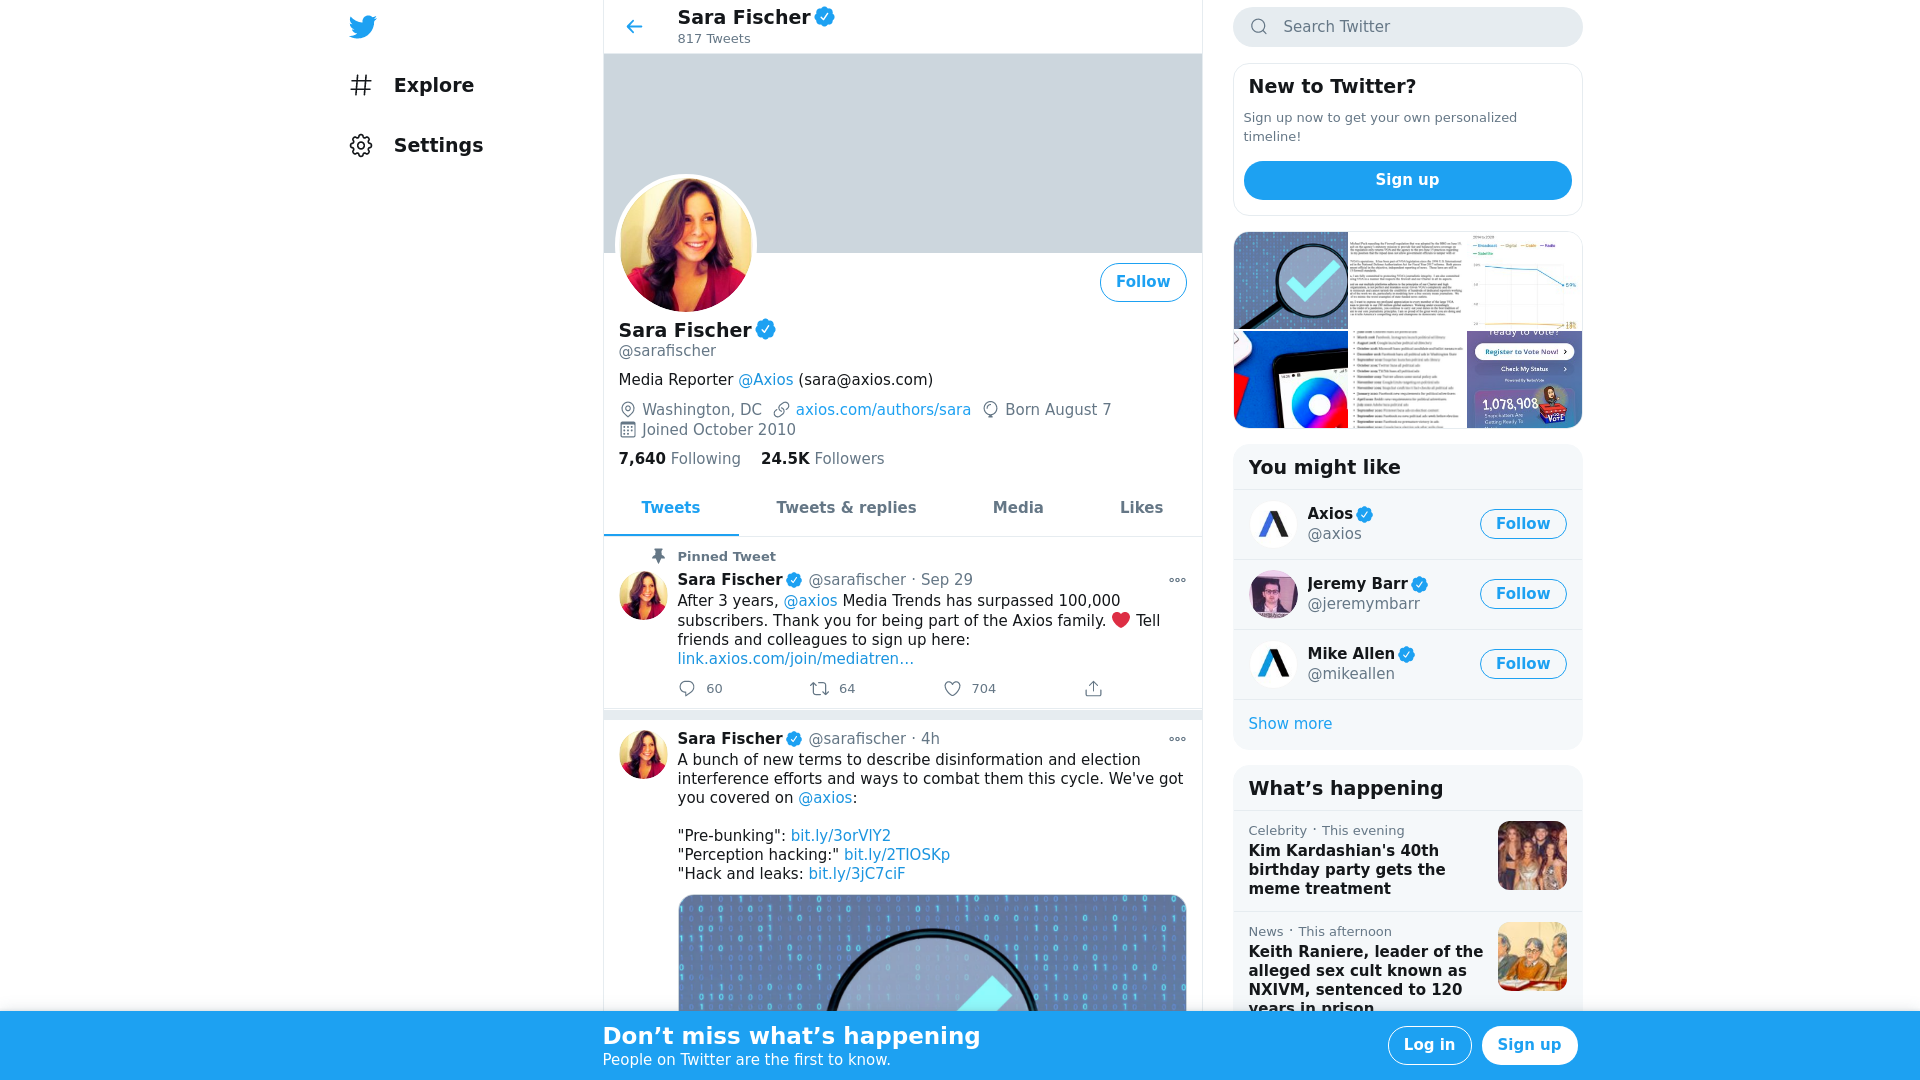 Sara Fischer
817 Tweets
Explore
Settings
Follow
Sara Fischer
@sarafischer
Media Reporter @Axios (sara@axios.com)
Washington, DC axios.com/authors/sara Born August 7
Joined October 2010
7,640 Following 24.5K Followers
Tweets Tweets & replies Media Likes
Pinned Tweet
Sara Fischer @sarafischer · Sep 29
After 3 years, @axios Media Trends has surpassed 100,000
subscribers. Thank you for being part of the Axios family. Tell
friends and colleagues to sign up here:
link.axios.com/join/mediatren…
60 64 704
Sara Fischer @sarafischer · 4h
A bunch of new terms to describe disinformation and election
interference efforts and ways to combat them this cycle. We've got
you covered on @axios:
"Pre-bunking": bit.ly/3orVlY2
"Perception hacking:" bit.ly/2TIOSKp
"Hack and leaks: bit.ly/3jC7ciF
Search Twitter
New to Twitter?
Sign up now to get your own personalized
timeline!
Sign up
ready to vote?
Register to Vote Now!
Check My Status
1,078,908
VOTE
You might like
Axios
@axios
Follow
Jeremy Barr
@jeremymbarr
Follow
Mike Allen
@mikeallen
Follow
Show more
What's happening
Celebrity · This evening
Kim Kardashian's 40th
birthday party gets the
meme treatment
News · This afternoon
Keith Raniere, leader of the
alleged sex cult known as
NXIVM, sentenced to 120
years in prison
Don’t miss what’s happening
People on Twitter are the first to know.
Log in
Sign up